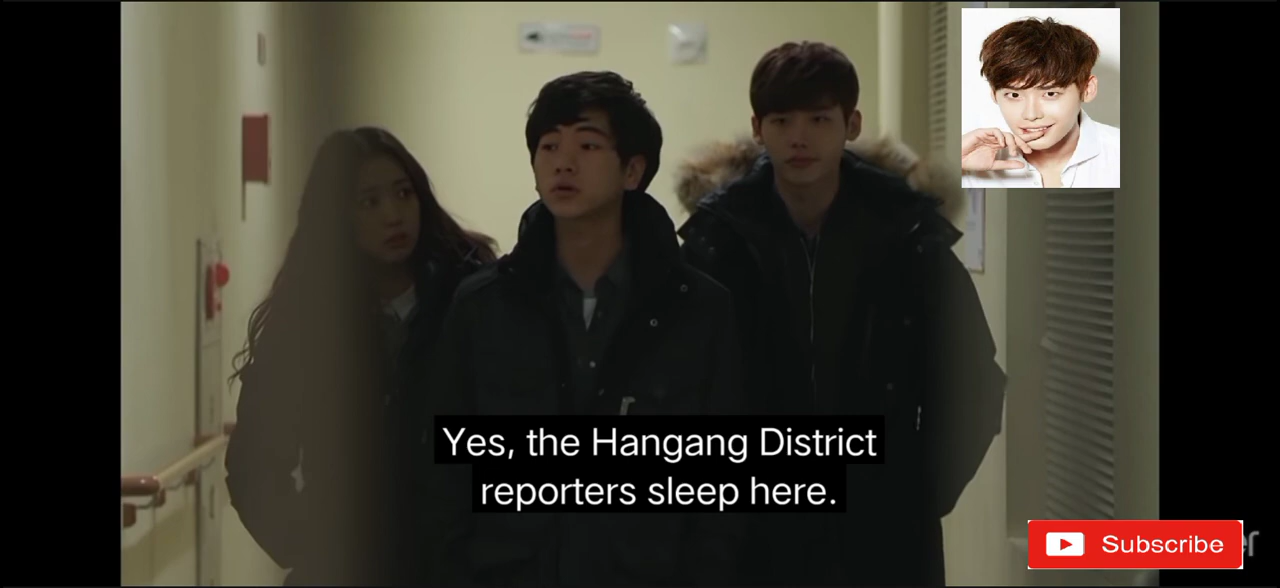 Yes, the Hangang District
reporters sleep here.
Subscribe